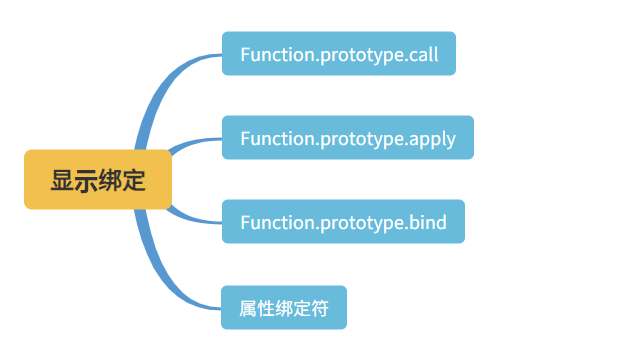 Function.prototype.call
Function.prototype.apply
显示绑定
Function.prototype.bind
属性绑定符